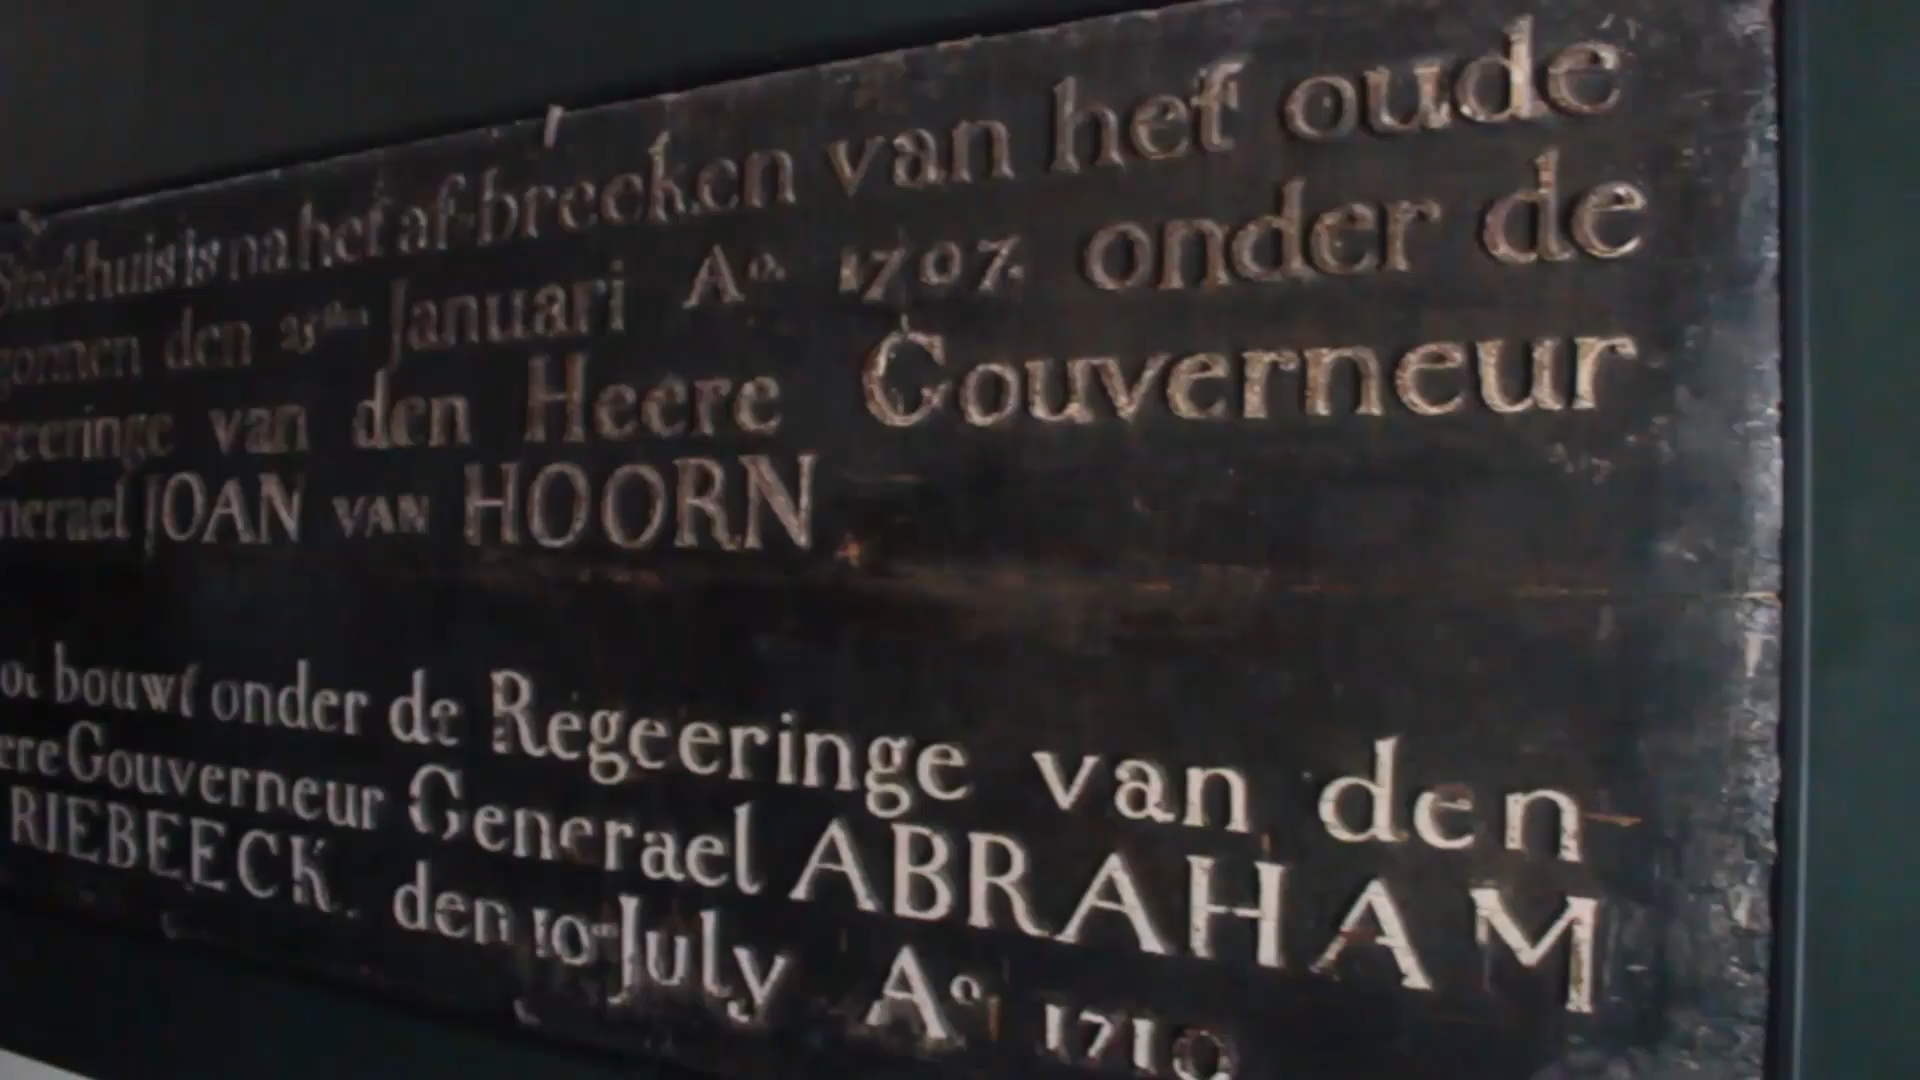 Stad-huis is na het af-breeken van het oude
gonnen den 25sten Januari Ao. 1707. onder de
geeringe van den Heere Gouverneur
nerael JOAN VAN HOORN
bouwt onder de Regeeringe van den
ere Gouverneur Generael ABRAHAM
RIEBEECK. den 10en July Ao 1710